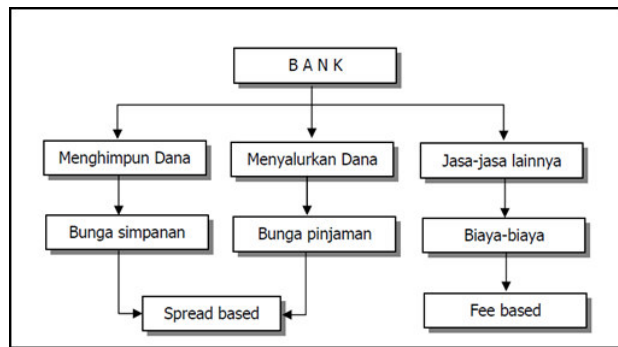 B A N K
Menghimpun Dana
Menyalurkan Dana
Jasa-jasa lainnya
Bunga simpanan
Bunga pinjaman
Biaya-biaya
Spread based
Fee based